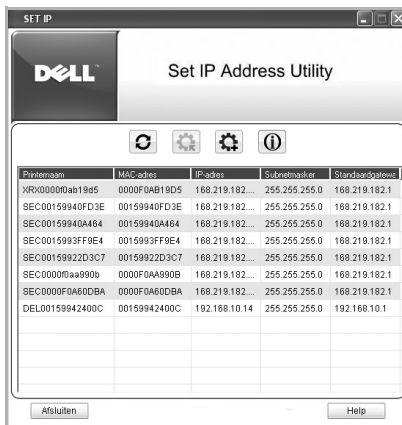 SET IP
DELL
Set IP Address Utility
Printernaam MAC-adres IP-adres Subnetmasker Standaardgatewa
XRX0000f0ab19d5 0000F0AB19D5 168.219.182.... 255.255.255.0 168.219.182.1
SEC00159940FD3E 00159940FD3E 168.219.182.... 255.255.255.0 168.219.182.1
SEC00159940A464 00159940A464 168.219.182.... 255.255.255.0 168.219.182.1
SEC0015993FF9E4 0015993FF9E4 168.219.182.... 255.255.255.0 168.219.182.1
SEC00159922D3C7 00159922D3C7 168.219.182.... 255.255.255.0 168.219.182.1
SEC0000f0aa990b 0000F0AA990B 168.219.182.... 255.255.255.0 168.219.182.1
SEC0000F0A60DBA 0000F0A60DBA 168.219.182.... 255.255.255.0 168.219.182.1
DEL00159942400C 00159942400C 192.168.10.14 255.255.255.0 192.168.10.1
Afsluiten Help